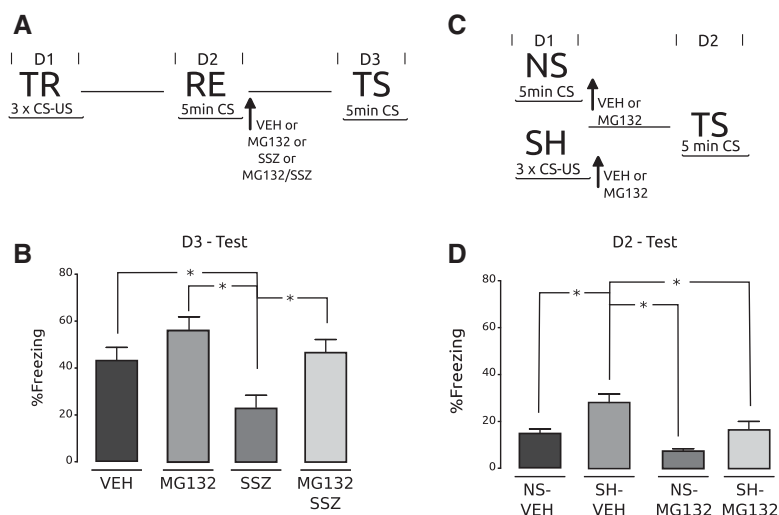 A
D1
D2
D3
TR
RE
TS
3 x CS-US
5min CS
5min CS
VEH or
MG132 or
SSZ or
MG132/SSZ
C
D1
D2
NS
5min CS
VEH or
MG132
SH
3 x CS-US
VEH or
MG132
TS
5 min CS
B
D3 - Test
%Freezing
80
60
40
20
0
*
*
*
VEH
MG132
SSZ
MG132
SSZ
D
D2 - Test
%Freezing
80
60
40
20
0
*
*
*
NS-
VEH
SH-
VEH
NS-
MG132
SH-
MG132